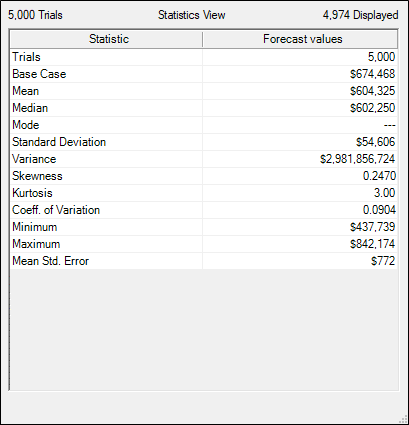 5,000 Trials Statistics View 4,974 Displayed
Statistic Forecast values
Trials 5,000
Base Case $674,468
Mean $604,325
Median $602,250
Mode ---
Standard Deviation $54,606
Variance $2,981,856,724
Skewness 0.2470
Kurtosis 3.00
Coeff. of Variation 0.0904
Minimum $437,739
Maximum $842,174
Mean Std. Error $772